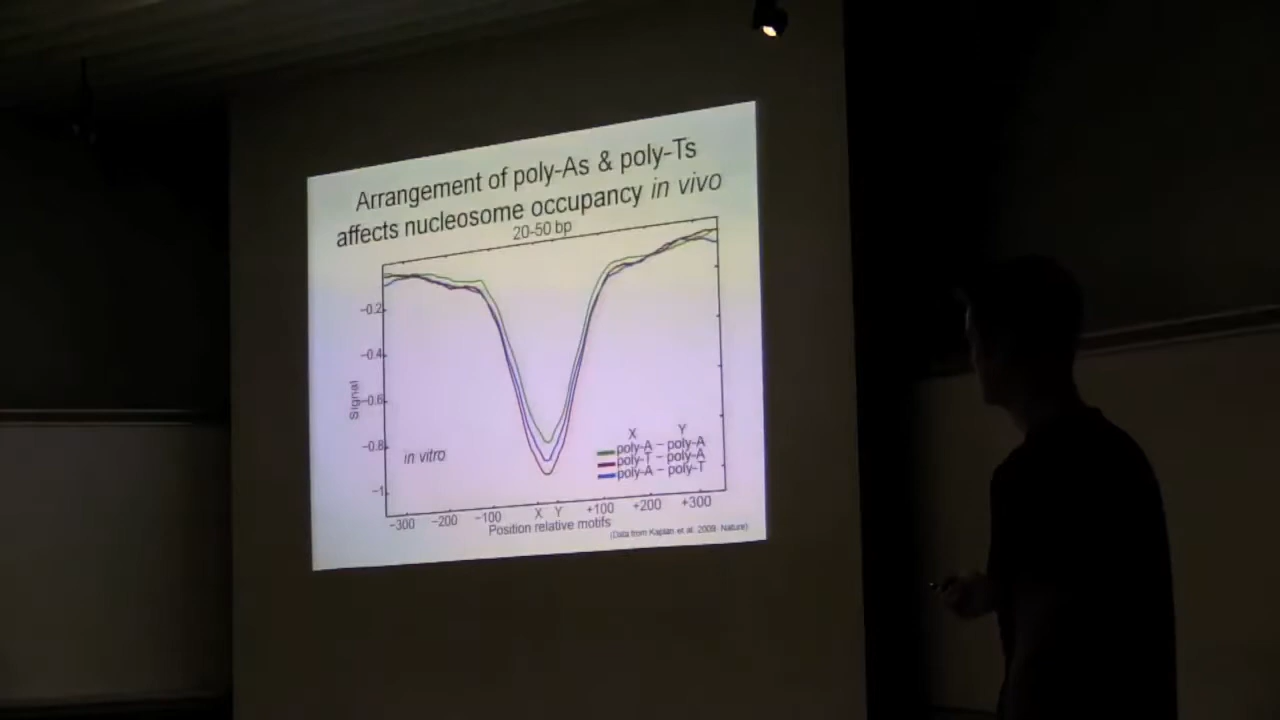 Arrangement of poly-As & poly-Ts
affects nucleosome occupancy in vivo
20-50 bp
−0.2
−0.4
−0.6
−0.8
−1
Signal
in vitro
X Y
poly-A − poly-A
poly-T − poly-A
poly-A − poly-T
−300 −200 −100 X Y +100 +200 +300
Position relative motifs
(Data from Kaplan et al. 2009. Nature)